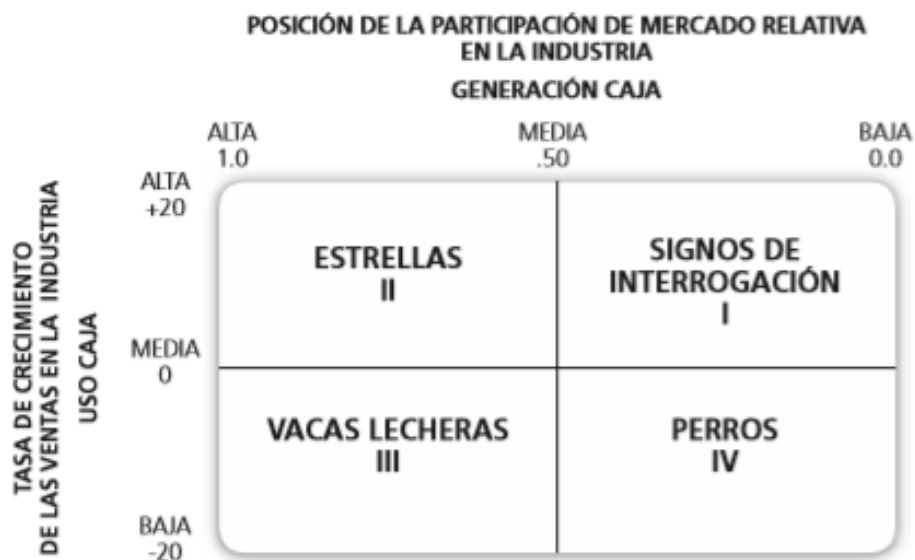 POSICIÓN DE LA PARTICIPACIÓN DE MERCADO RELATIVA
EN LA INDUSTRIA
GENERACIÓN CAJA
ALTA
1.0
MEDIA
.50
BAJA
0.0
TASA DE CRECIMIENTO
DE LAS VENTAS EN LA INDUSTRIA
USO CAJA
ALTA
+20
ESTRELLAS
II
SIGNOS DE
INTERROGACIÓN
I
MEDIA
0
VACAS LECHERAS
III
PERROS
IV
BAJA
-20